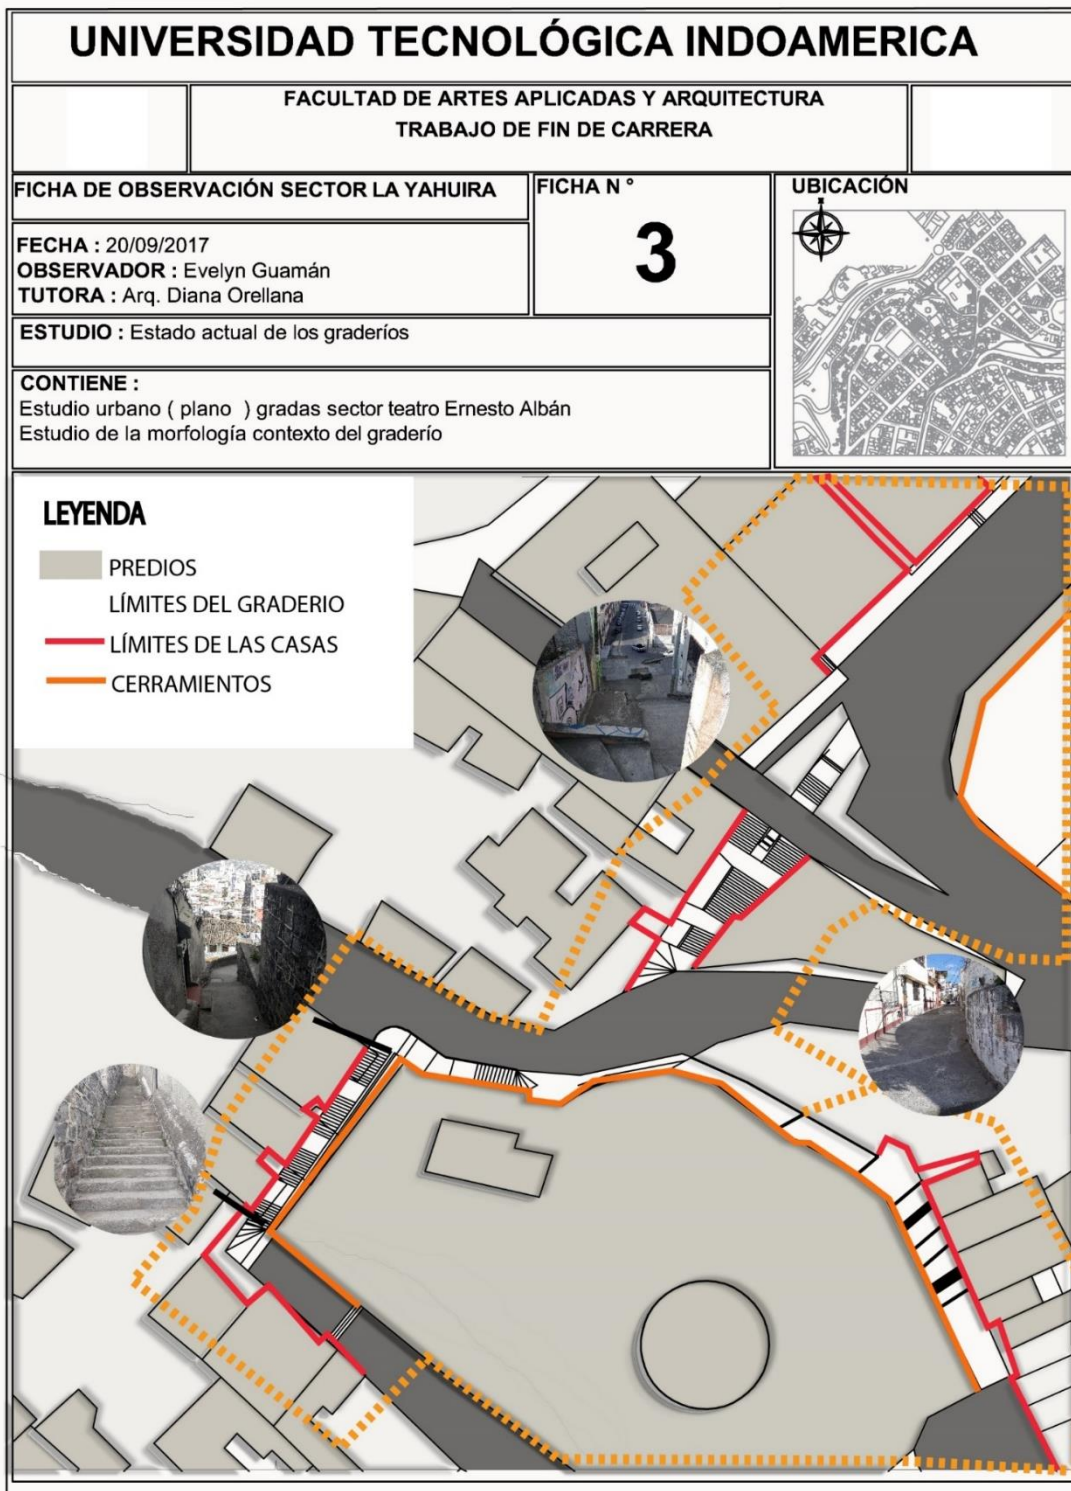 UNIVERSIDAD TECNOLÓGICA INDOAMERICA
FACULTAD DE ARTES APLICADAS Y ARQUITECTURA
TRABAJO DE FIN DE CARRERA
FICHA DE OBSERVACIÓN SECTOR LA YAHUIRA
FICHA N °
3
UBICACIÓN
FECHA : 20/09/2017
OBSERVADOR : Evelyn Guamán
TUTORA : Arq. Diana Orellana
ESTUDIO : Estado actual de los graderíos
CONTIENE :
Estudio urbano ( plano  ) gradas sector teatro Ernesto Albán
Estudio de la morfología contexto del graderío
LEYENDA
PREDIOS
LÍMITES DEL GRADERIO
LÍMITES DE LAS CASAS
CERRAMIENTOS